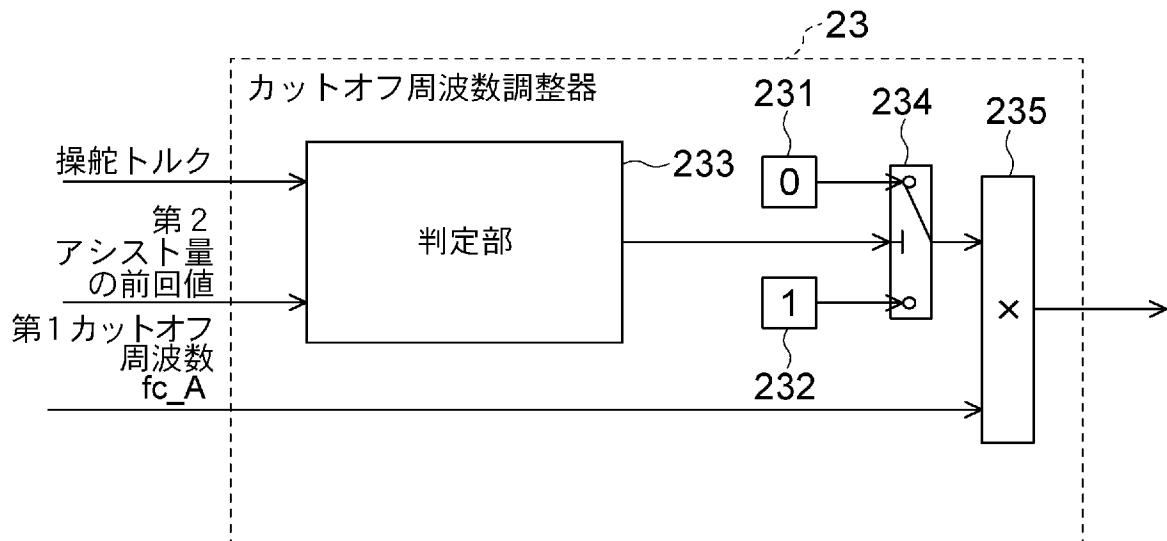 23
カットオフ周波数調整器
231
234
235
操舵トルク
233
0
第２
アシスト量
の前回値
判定部
1
×
第１カットオフ
周波数
fc_A
232